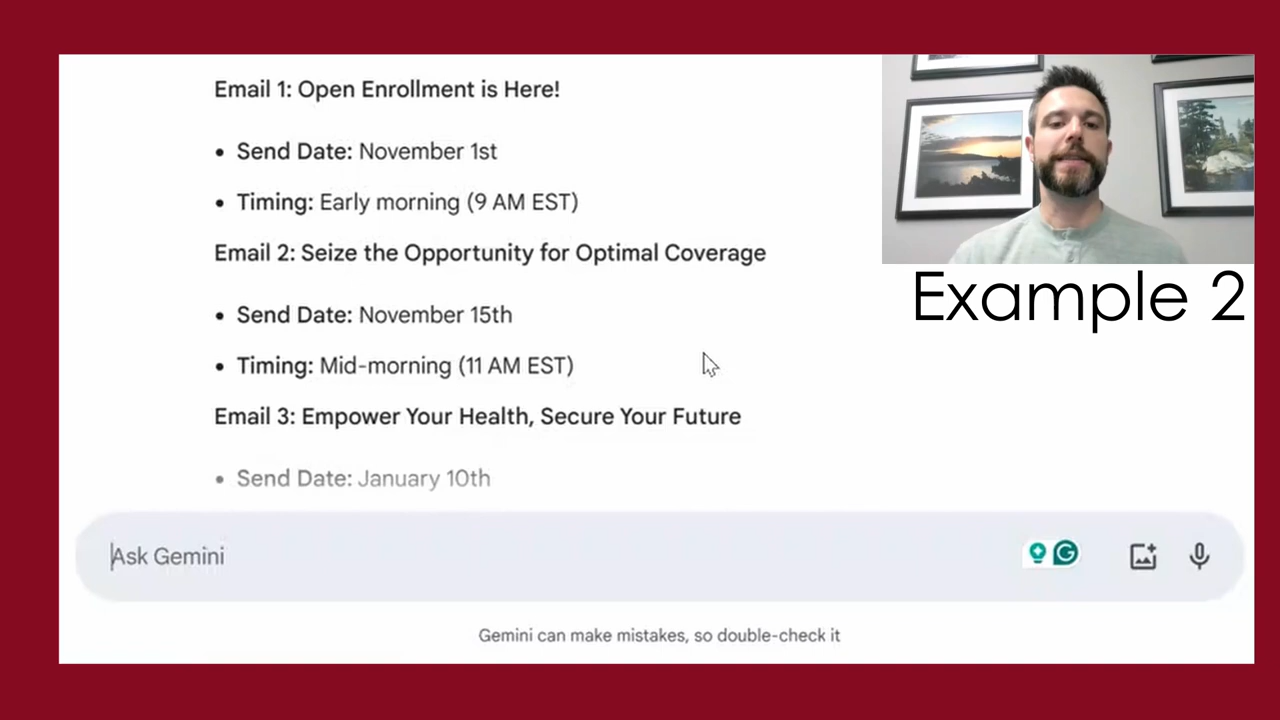 Email 1: Open Enrollment is Here!
• Send Date: November 1st
• Timing: Early morning (9 AM EST)
Email 2: Seize the Opportunity for Optimal Coverage
• Send Date: November 15th
• Timing: Mid-morning (11 AM EST)
Email 3: Empower Your Health, Secure Your Future
• Send Date: January 10th
Example 2
Ask Gemini
Gemini can make mistakes, so double-check it